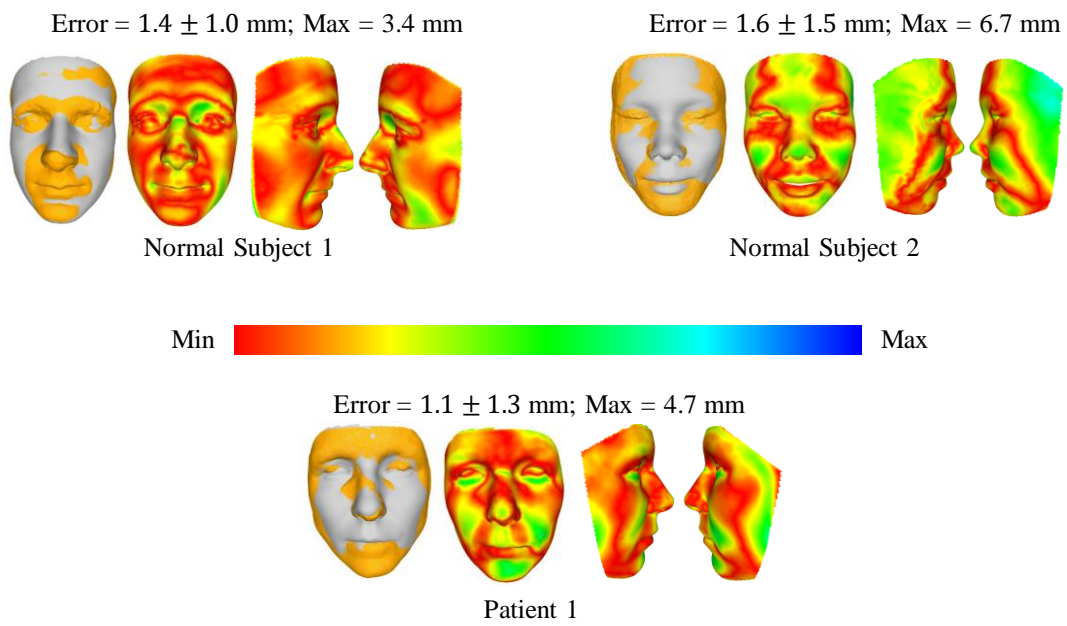 Error = 1.4 ± 1.0 mm; Max = 3.4 mm
Error = 1.6 ± 1.5 mm; Max = 6.7 mm
Normal Subject 1
Normal Subject 2
Min
Max
Error = 1.1 ± 1.3 mm; Max = 4.7 mm
Patient 1